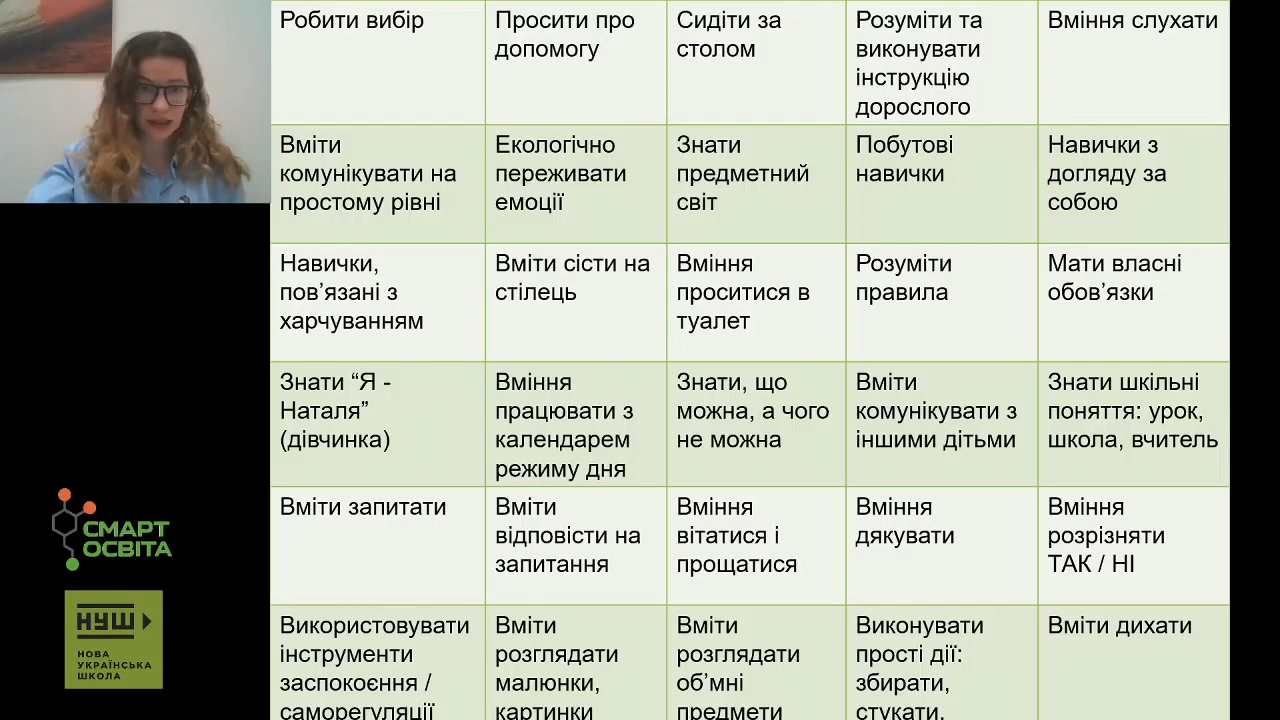 Робити вибір
Просити про
допомогу
Сидіти за
столом
Розуміти та
виконувати
інструкцію
дорослого
Вміння слухати
Вміти
комунікувати на
простому рівні
Екологічно
переживати
емоції
Знати
предметний
світ
Побутові
навички
Навички з
догляду за
собою
Навички,
пов’язані з
харчуванням
Вміти сісти на
стілець
Вміння
проситися в
туалет
Розуміти
правила
Мати власні
обов’язки
Знати “Я -
Наталя”
(дівчинка)
Вміння
працювати з
календарем
режиму дня
Знати, що
можна, а чого
не можна
Вміти
комунікувати з
іншими дітьми
Знати шкільні
поняття: урок,
школа, вчитель
Вміти запитати
Вміти
відповісти на
запитання
Вміння
вітатися і
прощатися
Вміння
дякувати
Вміння
розрізняти
ТАК / НІ
Використовувати
інструменти
заспокоєння /
саморегуляції
Вміти
розглядати
малюнки,
картинки
Вміти
розглядати
об’мні
предмети
Виконувати
прості дії:
збирати,
стукати.
Вміти дихати
СМАРТ
ОСВІТА
НУШ
НОВА
УКРАЇНСЬКА
ШКОЛА